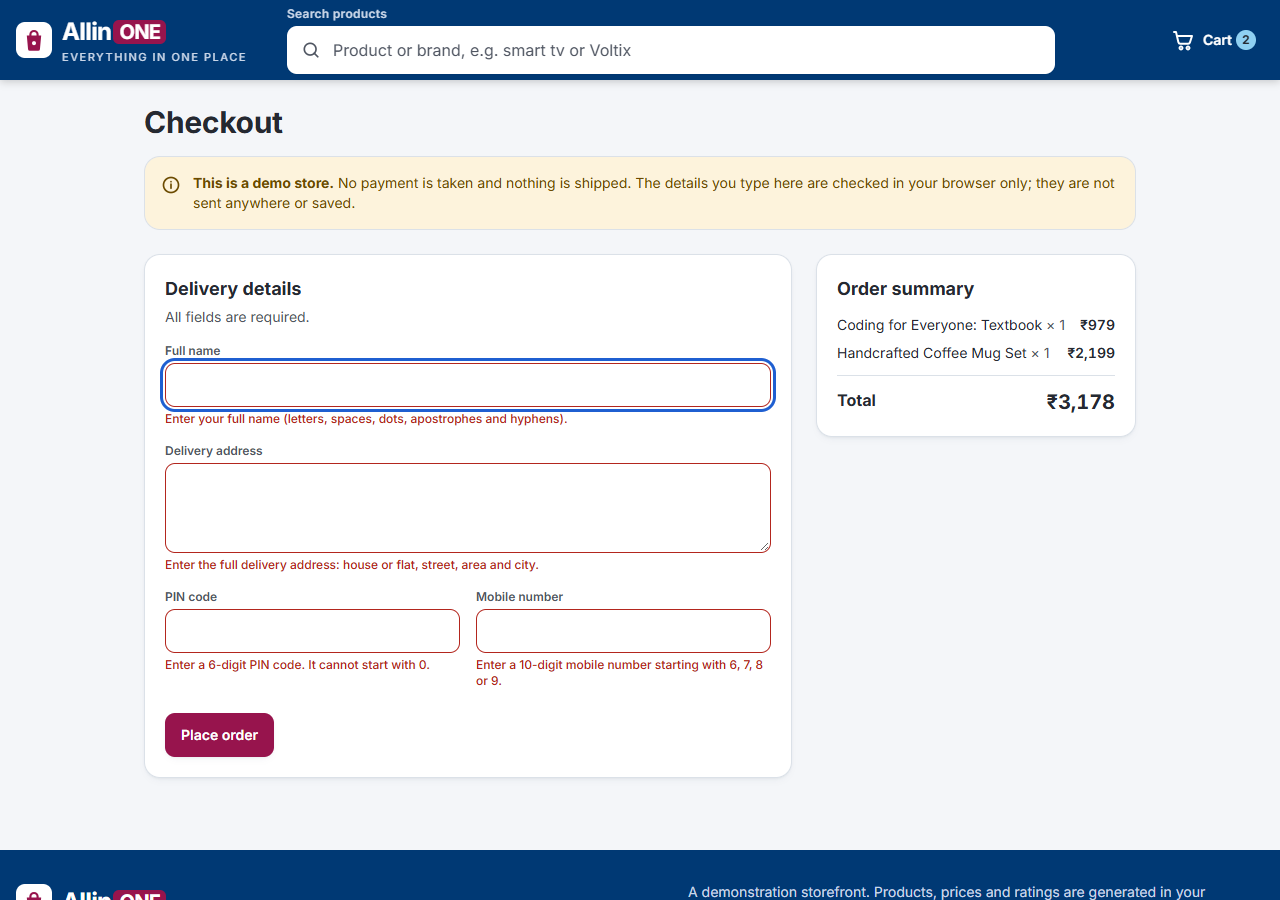 Allin ONE
EVERYTHING IN ONE PLACE
Search products
Product or brand, e.g. smart tv or Voltix
Cart 2
Checkout
This is a demo store. No payment is taken and nothing is shipped. The details you type here are checked in your browser only; they are not
sent anywhere or saved.
Delivery details
All fields are required.
Full name
Enter your full name (letters, spaces, dots, apostrophes and hyphens).
Delivery address
Enter the full delivery address: house or flat, street, area and city.
PIN code
Enter a 6-digit PIN code. It cannot start with 0.
Mobile number
Enter a 10-digit mobile number starting with 6, 7, 8
or 9.
Place order
Order summary
Coding for Everyone: Textbook × 1 ₹979
Handcrafted Coffee Mug Set × 1 ₹2,199
Total ₹3,178
Allin ONE
A demonstration storefront. Products, prices and ratings are generated in your